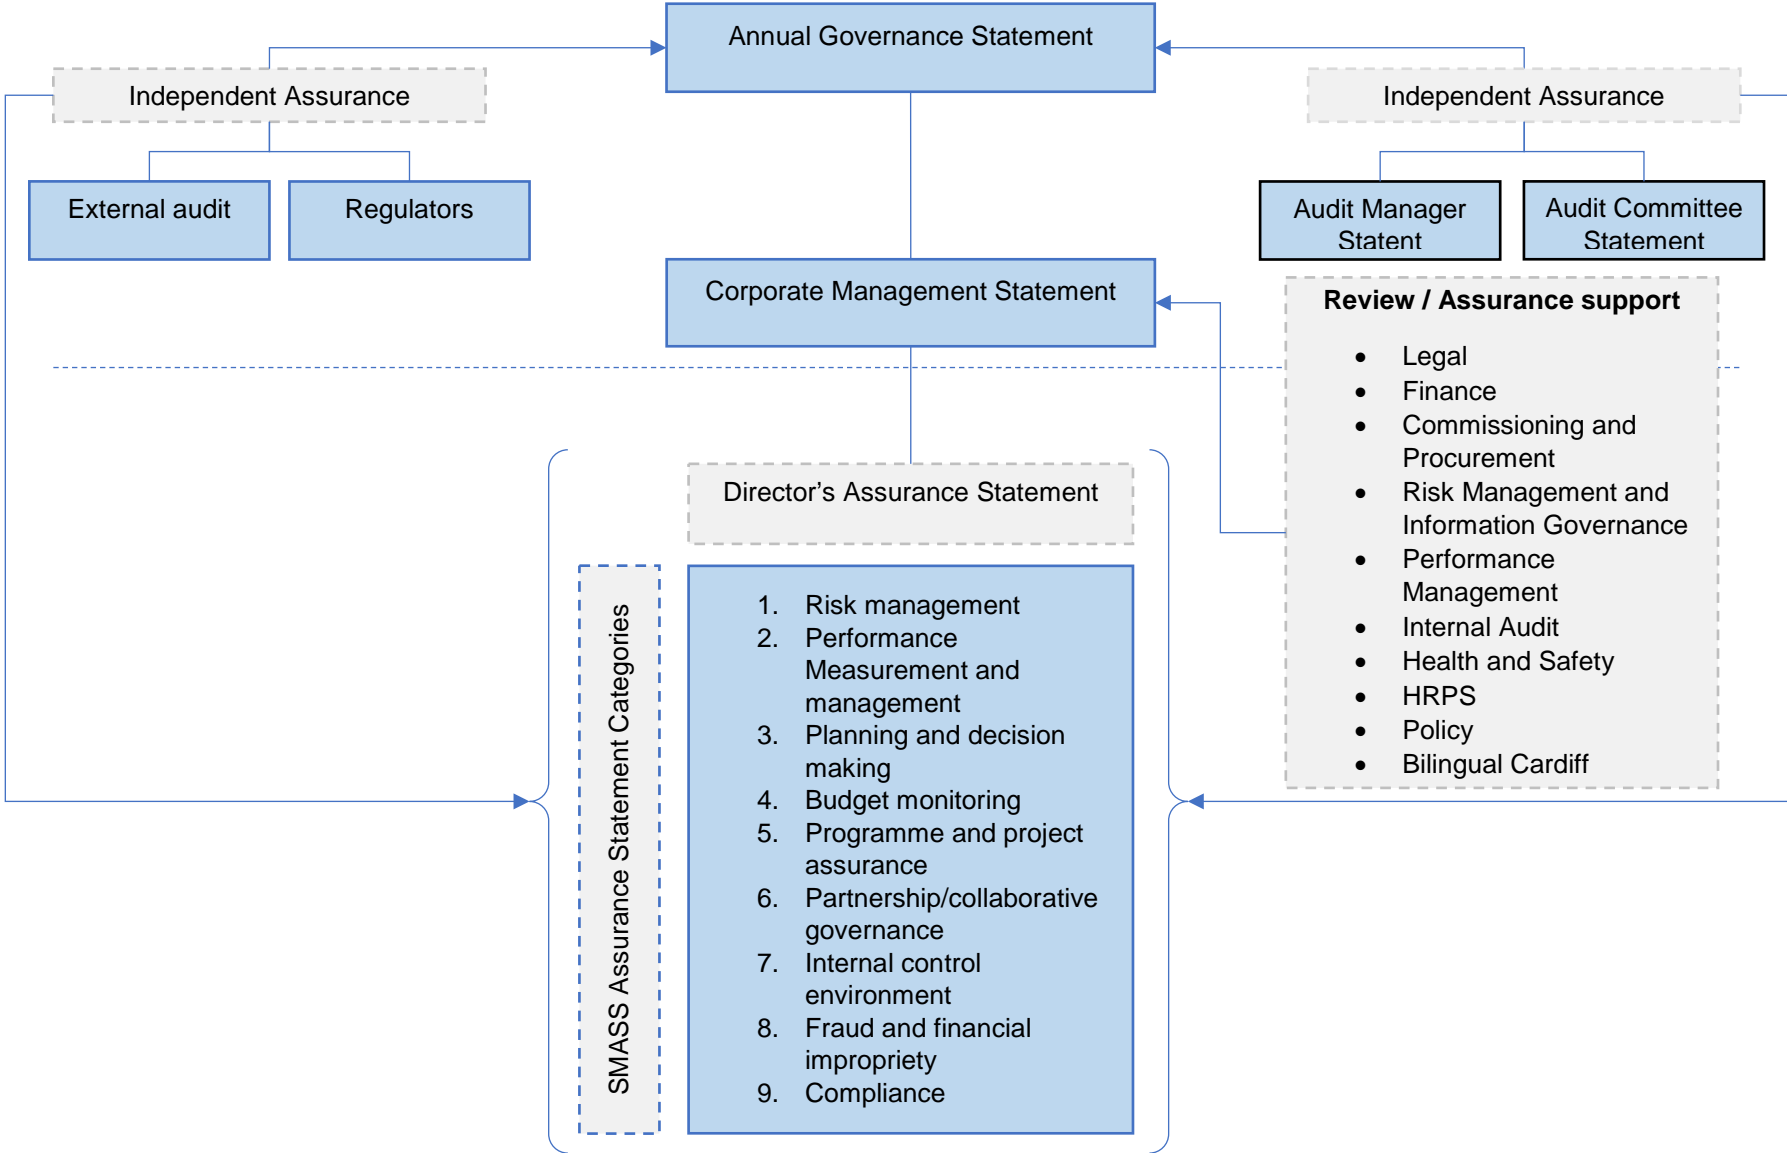 Annual Governance Statement
Independent Assurance
Independent Assurance
External audit
Regulators
Audit Manager
Statent
Audit Committee
Statement
Corporate Management Statement
Review / Assurance support
• Legal
• Finance
• Commissioning and
Procurement
• Risk Management and
Information Governance
• Performance
Management
• Internal Audit
• Health and Safety
• HRPS
• Policy
• Bilingual Cardiff
Director’s Assurance Statement
SMASS Assurance Statement Categories
1. Risk management
2. Performance
Measurement and
management
3. Planning and decision
making
4. Budget monitoring
5. Programme and project
assurance
6. Partnership/collaborative
governance
7. Internal control
environment
8. Fraud and financial
impropriety
9. Compliance